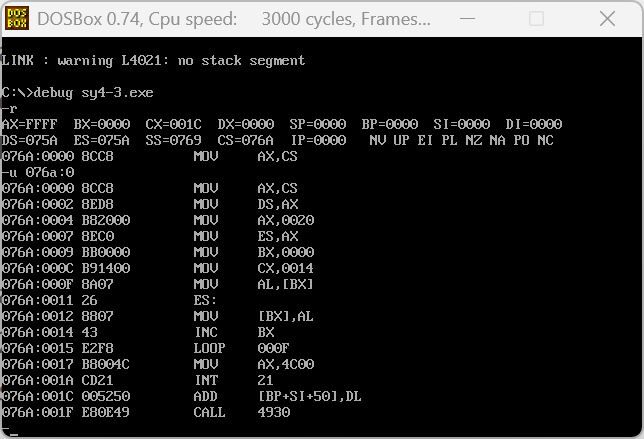 DOS
BOX
DOSBox 0.74, Cpu speed: 3000 cycles, Frames...
LINK : warning L4021: no stack segment
C:\>debug sy4-3.exe
-r
AX=FFFF BX=0000 CX=001C DX=0000 SP=0000 BP=0000 SI=0000 DI=0000
DS=075A ES=075A SS=0769 CS=076A IP=0000 NV UP EI PL NZ NA PO NC
076A:0000 8CC8 MOV AX,CS
-u 076a:0
076A:0000 8CC8 MOV AX,CS
076A:0002 8ED8 MOV DS,AX
076A:0004 B82000 MOV AX,0020
076A:0007 8EC0 MOV ES,AX
076A:0009 BB0000 MOV BX,0000
076A:000C B91400 MOV CX,0014
076A:000F 8A07 MOV AL,[BX]
076A:0011 26 ES:
076A:0012 8807 MOV [BX],AL
076A:0014 43 INC BX
076A:0015 E2F8 LOOP 000F
076A:0017 B8004C MOV AX,4C00
076A:001A CD21 INT 21
076A:001C 005250 ADD [BP+SI+50],DL
076A:001F E80E49 CALL 4930
-_